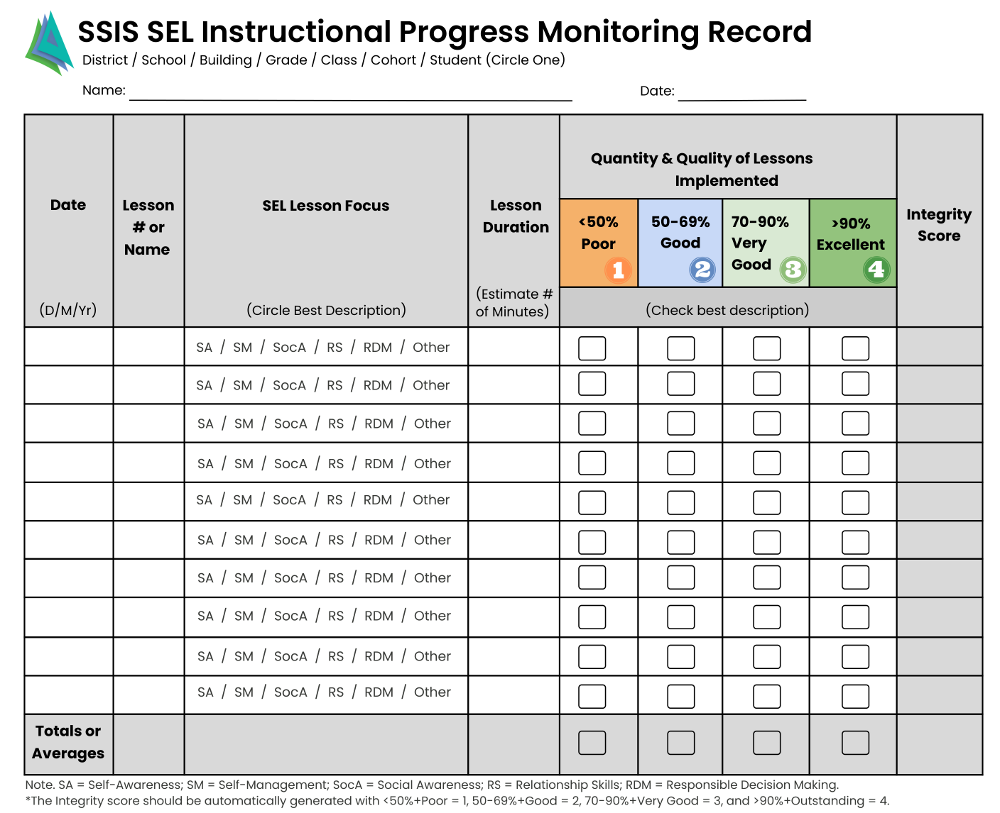 SSIS SEL Instructional Progress Monitoring Record
District / School / Building / Grade / Class / Cohort / Student (Circle One)
Name: Date:
Quantity & Quality of Lessons
Implemented
Date
Lesson
# or
Name
SEL Lesson Focus
Lesson
Duration
<50%
Poor
1
50-69%
Good
2
70-90%
Very
Good
3
>90%
Excellent
4
Integrity
Score
(D/M/Yr)
(Circle Best Description)
(Estimate #
of Minutes)
(Check best description)
SA / SM / SocA / RS / RDM / Other
SA / SM / SocA / RS / RDM / Other
SA / SM / SocA / RS / RDM / Other
SA / SM / SocA / RS / RDM / Other
SA / SM / SocA / RS / RDM / Other
SA / SM / SocA / RS / RDM / Other
SA / SM / SocA / RS / RDM / Other
SA / SM / SocA / RS / RDM / Other
SA / SM / SocA / RS / RDM / Other
SA / SM / SocA / RS / RDM / Other
Totals or
Averages
Note. SA = Self-Awareness; SM = Self-Management; SocA = Social Awareness; RS = Relationship Skills; RDM = Responsible Decision Making.
*The Integrity score should be automatically generated with <50%+Poor = 1, 50-69%+Good = 2, 70-90%+Very Good = 3, and >90%+Outstanding = 4.